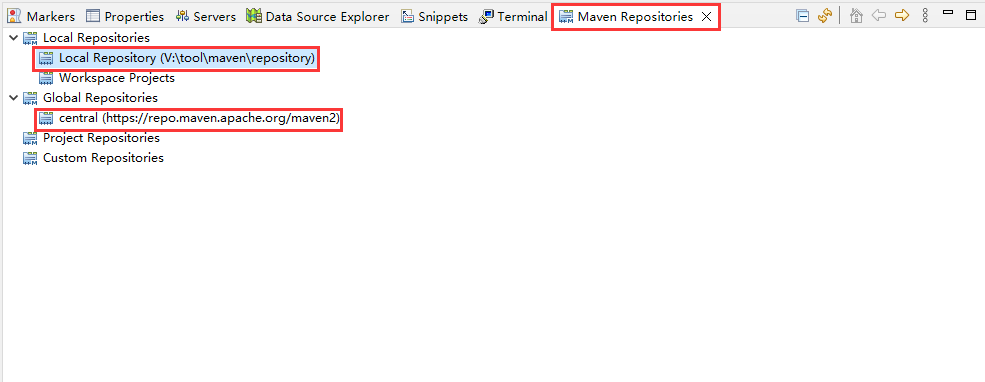 Markers Properties Servers Data Source Explorer Snippets Terminal Maven Repositories
Local Repositories
Local Repository (V:\tool\maven\repository)
Workspace Projects
Global Repositories
central (https://repo.maven.apache.org/maven2)
Project Repositories
Custom Repositories